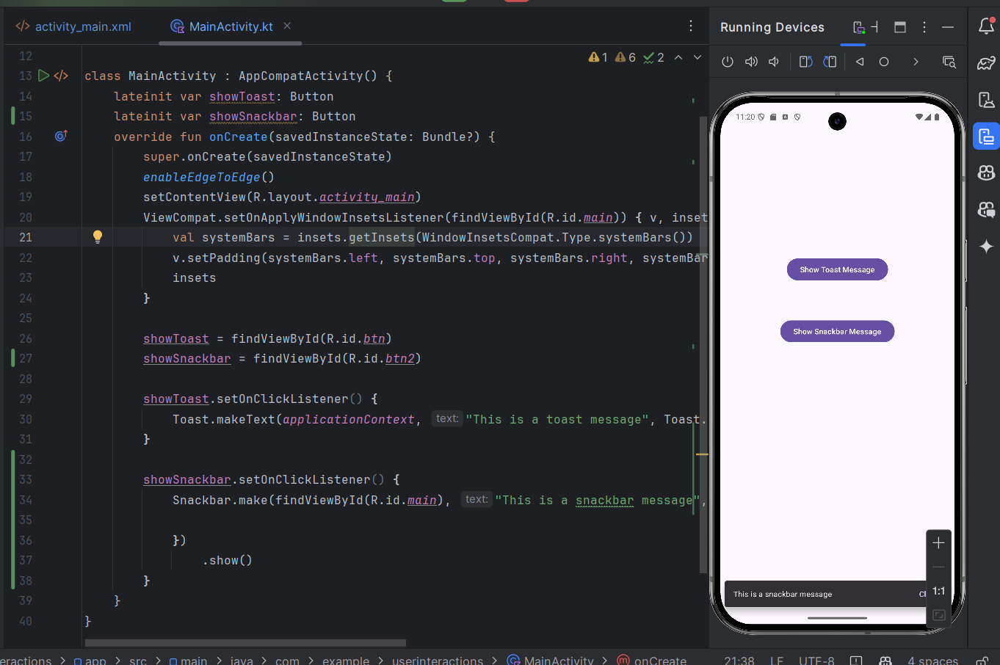 activity_main.xml
MainActivity.kt
Running Devices
1 6 2
12
13 class MainActivity : AppCompatActivity() {
14 lateinit var showToast: Button
15 lateinit var showSnackbar: Button
16 override fun onCreate(savedInstanceState: Bundle?) {
17 super.onCreate(savedInstanceState)
18 enableEdgeToEdge()
19 setContentView(R.layout.activity_main)
20 ViewCompat.setOnApplyWindowInsetsListener(findViewById(R.id.main)) { v, inset
21 val systemBars = insets.getInsets(WindowInsetsCompat.Type.systemBars())
22 v.setPadding(systemBars.left, systemBars.top, systemBars.right, systemBar
23 insets
24 }
25
26 showToast = findViewById(R.id.btn)
27 showSnackbar = findViewById(R.id.btn2)
28
29 showToast.setOnClickListener() {
30 Toast.makeText(applicationContext, text: "This is a toast message", Toast.
31 }
32
33 showSnackbar.setOnClickListener() {
34 Snackbar.make(findViewById(R.id.main), text: "This is a snackbar message",
35
36 })
37 .show()
38 }
39 }
40 }
11:20
Show Toast Message
Show Snackbar Message
This is a snackbar message
Cl
1:1
eractions > app > src > main > java > com > example > userinteractions > MainActivity > onCreate
21:38 LF UTF-8 4 spaces